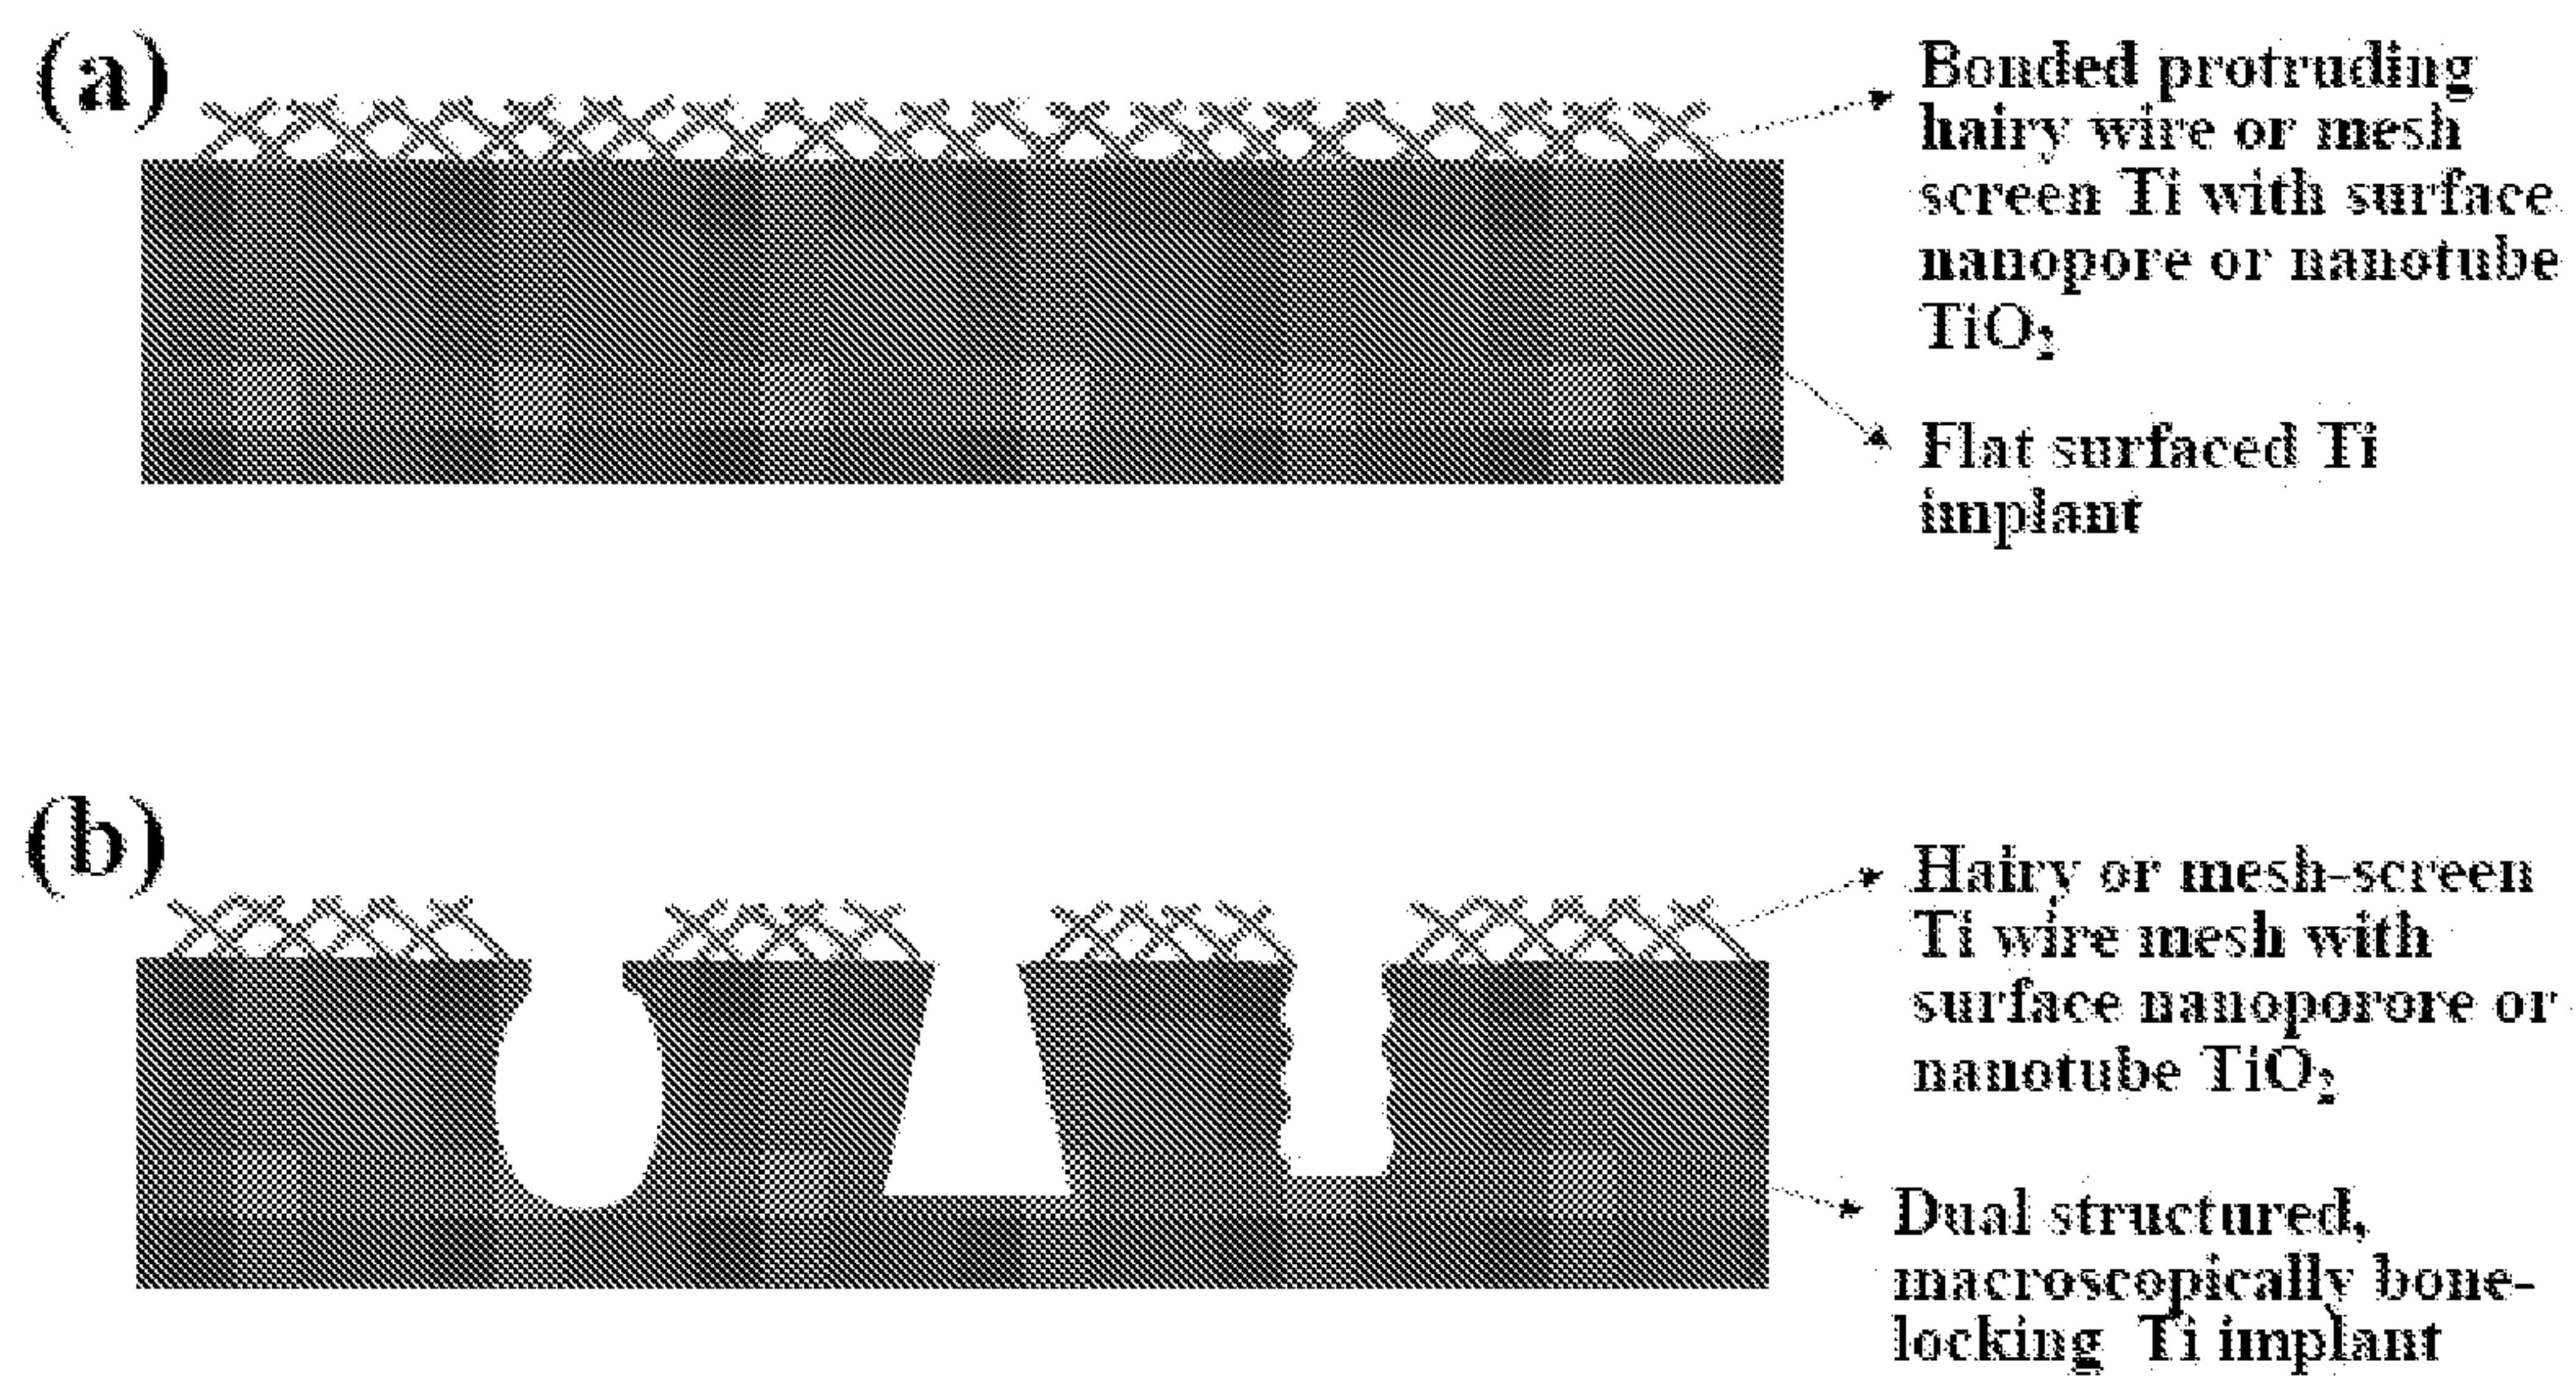 (a)
Bonded protruding
hairy wire or mesh
screen Ti with surface
nanopore or nanotube
TiO₂
Flat surfaced Ti
implant
(b)
Hairy or mesh-screen
Ti wire mesh with
surface nanoporore or
nanotube TiO₂
Dual structured,
macroscopically bone-
locking Ti implant